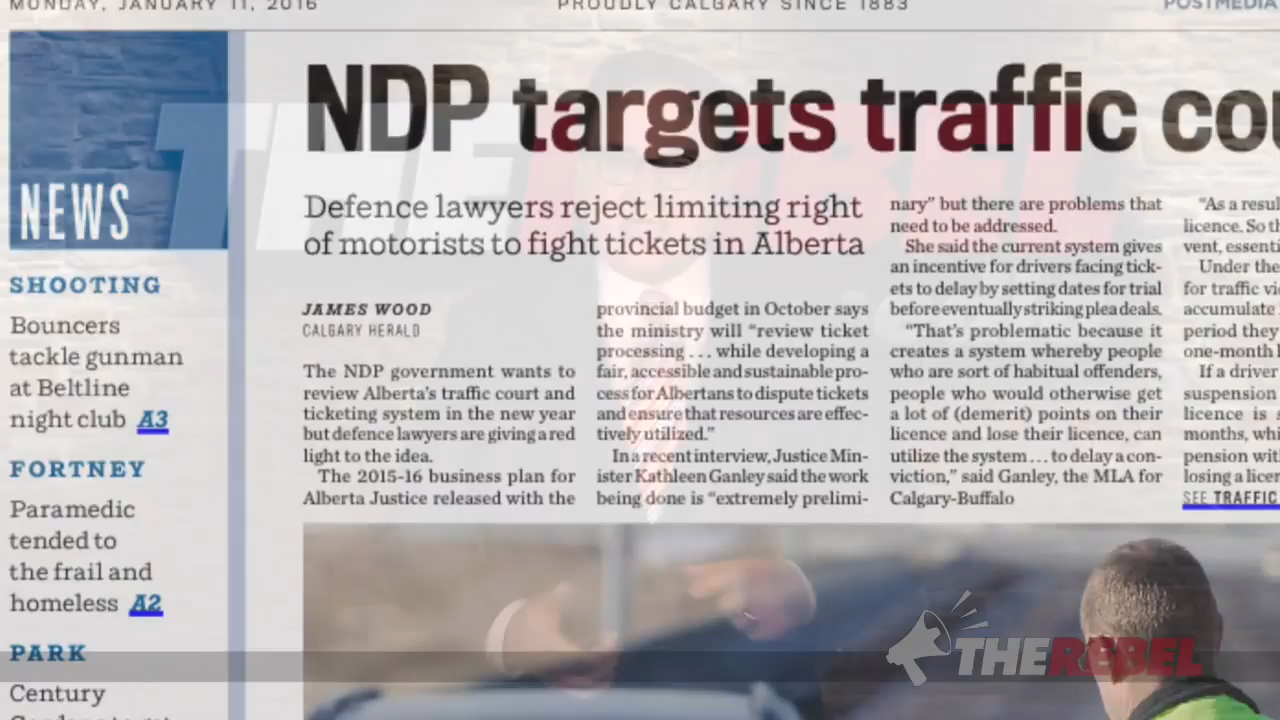 MONDAY, JANUARY 11, 2016
PROUDLY CALGARY SINCE 1883
POSTMEDIA
NEWS
SHOOTING
Bouncers
tackle gunman
at Beltline
night club A3
FORTNEY
Paramedic
tended to
the frail and
homeless A2
PARK
Century
NDP targets traffic
Defence lawyers reject limiting right
of motorists to fight tickets in Alberta
JAMES WOOD
CALGARY HERALD
The NDP government wants to
review Alberta's traffic court and
ticketing system in the new year
but defence lawyers are giving a red
light to the idea.
The 2015-16 business plan for
Alberta Justice released with the
provincial budget in October says
the ministry will "review ticket
processing ... while developing a
fair, accessible and sustainable pro-
cess for Albertans to dispute tickets
and ensure that resources are effec-
tively utilized."
In a recent interview, Justice Min-
ister Kathleen Ganley said the work
being done is "extremely prelimi-
nary" but there are problems that
need to be addressed.
She said the current system gives
an incentive for drivers facing tick-
ets to delay by setting dates for trial
before eventually striking plea deals.
"That's problematic because it
creates a system whereby people
who are sort of habitual offenders,
people who would otherwise get
a lot of (demerit) points on their
licence and lose their licence, can
utilize the system ... to delay a con-
viction," said Ganley, the MLA for
Calgary-Buffalo
"As a
licence. So
vent,
Under the
for traffic
accumulate
period they
one-month
If a driver
suspension
licence is
months,
pension
losing a
SEE TRAFFIC
THE REBEL
THEREBEL